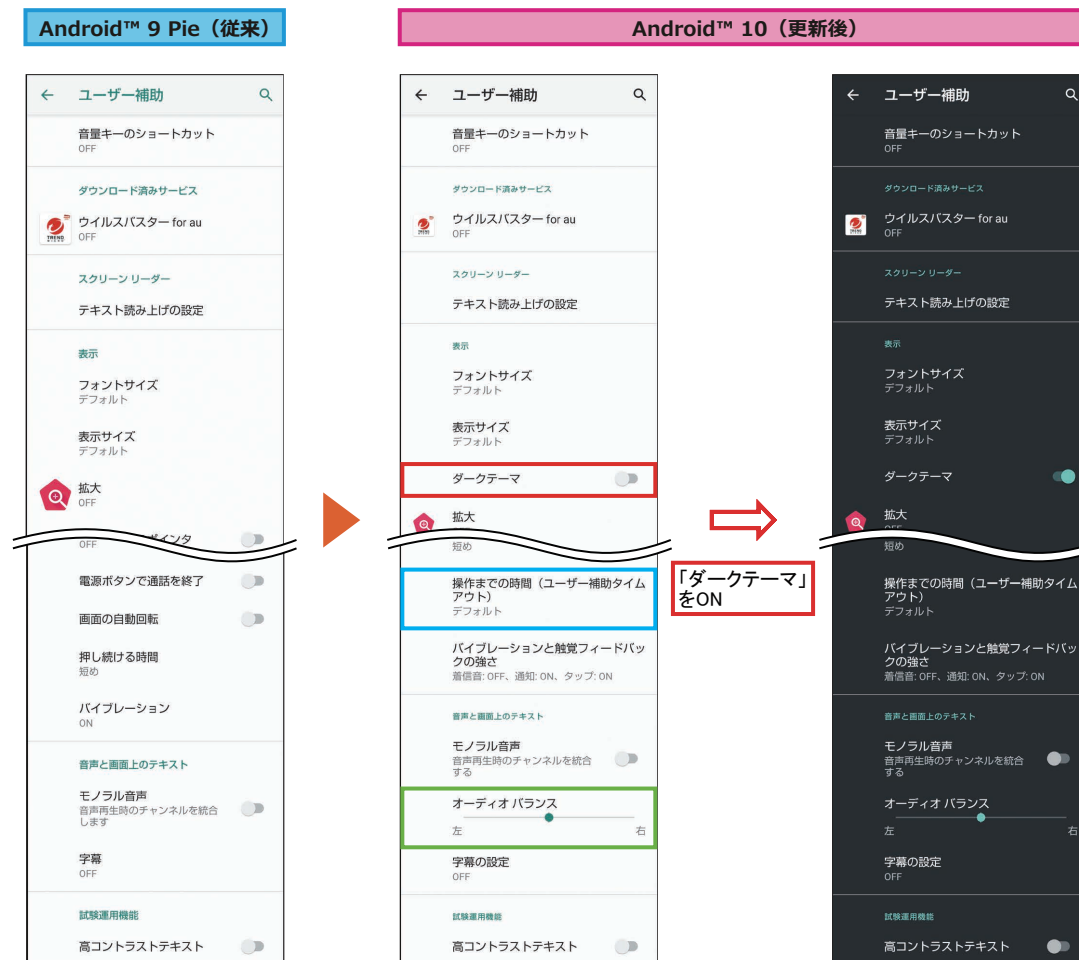 Android™ 9 Pie（従来）
Android™ 10（更新後）
ユーザー補助
音量キーのショートカット
OFF
ダウンロード済みサービス
ウイルスバスター for au
OFF
スクリーン リーダー
テキスト読み上げの設定
表示
フォントサイズ
デフォルト
表示サイズ
デフォルト
拡大
OFF
インタ
OFF
電源ボタンで通話を終了
画面の自動回転
押し続ける時間
短め
バイブレーション
ON
音声と画面上のテキスト
モノラル音声
音声再生時のチャンネルを統合
します
字幕
OFF
試験運用機能
高コントラストテキスト
ユーザー補助
音量キーのショートカット
OFF
ダウンロード済みサービス
ウイルスバスター for au
OFF
スクリーン リーダー
テキスト読み上げの設定
表示
フォントサイズ
デフォルト
表示サイズ
デフォルト
ダークテーマ
拡大
短め
操作までの時間（ユーザー補助タイム
アウト）
デフォルト
バイブレーションと触覚フィードバッ
クの強さ
着信音: OFF、通知: ON、タップ: ON
音声と画面上のテキスト
モノラル音声
音声再生時のチャンネルを統合
する
オーディオ バランス
左 右
字幕の設定
OFF
試験運用機能
高コントラストテキスト
「ダークテーマ」
をON
ユーザー補助
音量キーのショートカット
OFF
ダウンロード済みサービス
ウイルスバスター for au
OFF
スクリーン リーダー
テキスト読み上げの設定
表示
フォントサイズ
デフォルト
表示サイズ
デフォルト
ダークテーマ
拡大
OFF
短め
操作までの時間（ユーザー補助タイム
アウト）
デフォルト
バイブレーションと触覚フィードバッ
クの強さ
着信音: OFF、通知: ON、タップ: ON
音声と画面上のテキスト
モノラル音声
音声再生時のチャンネルを統合
する
オーディオ バランス
左 右
字幕の設定
OFF
試験運用機能
高コントラストテキスト